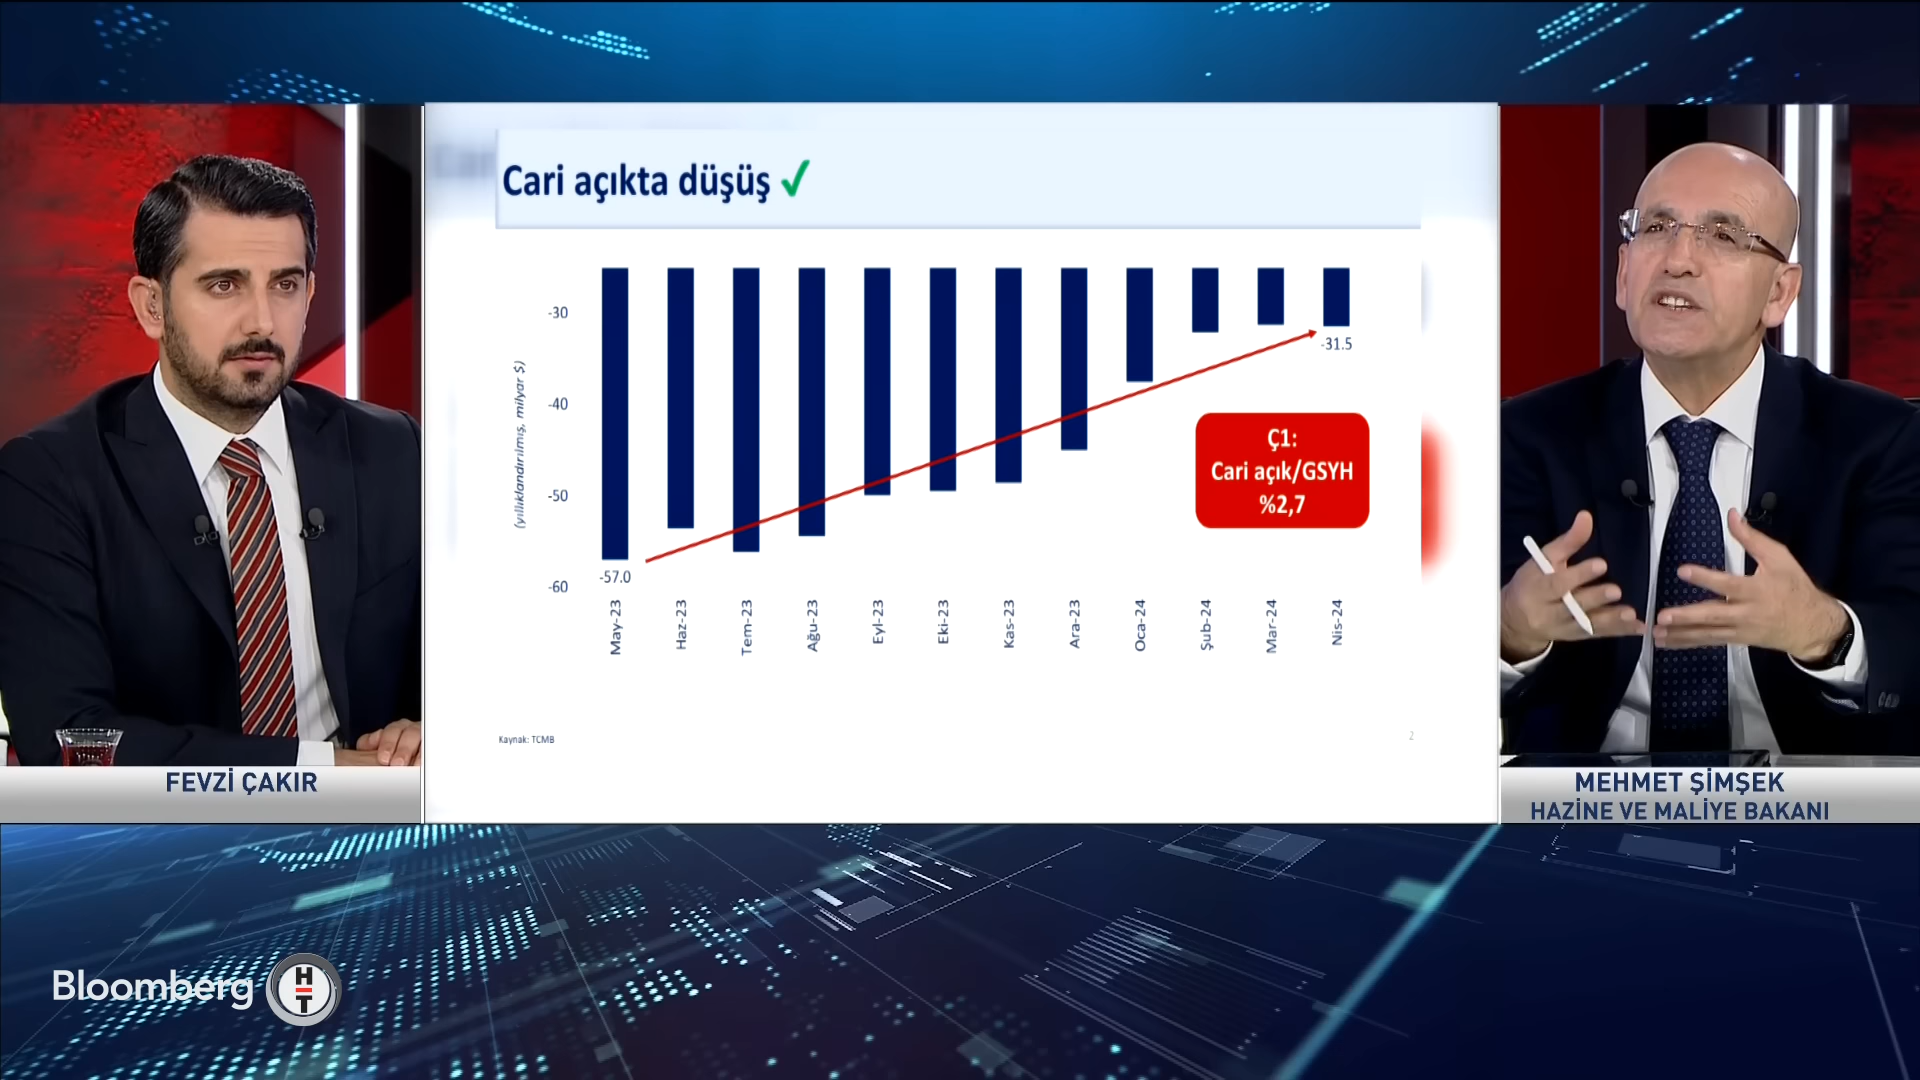 Cari açıkta düşüş
(yıllıklandırılmış, milyar $)
-30
-40
-50
-60
-57.0
-31.5
Ç1:
Cari açık/GSYH
%2,7
May-23
Haz-23
Tem-23
Ağu-23
Eyl-23
Eki-23
Kas-23
Ara-23
Oca-24
Şub-24
Mar-24
Nis-24
Kaynak: TCMB
2
FEVZİ ÇAKIR
MEHMET ŞİMŞEK
HAZİNE VE MALİYE BAKANI
Bloomberg HT